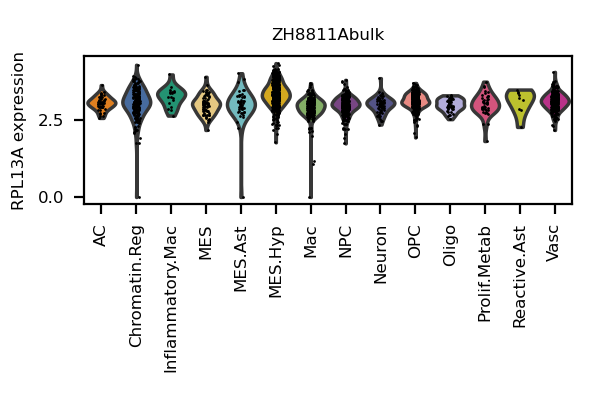 ZH8811Abulk
RPL13A expression
2.5
0.0
AC
Chromatin.Reg
Inflammatory.Mac
MES
MES.Ast
MES.Hyp
Mac
NPC
Neuron
OPC
Oligo
Prolif.Metab
Reactive.Ast
Vasc